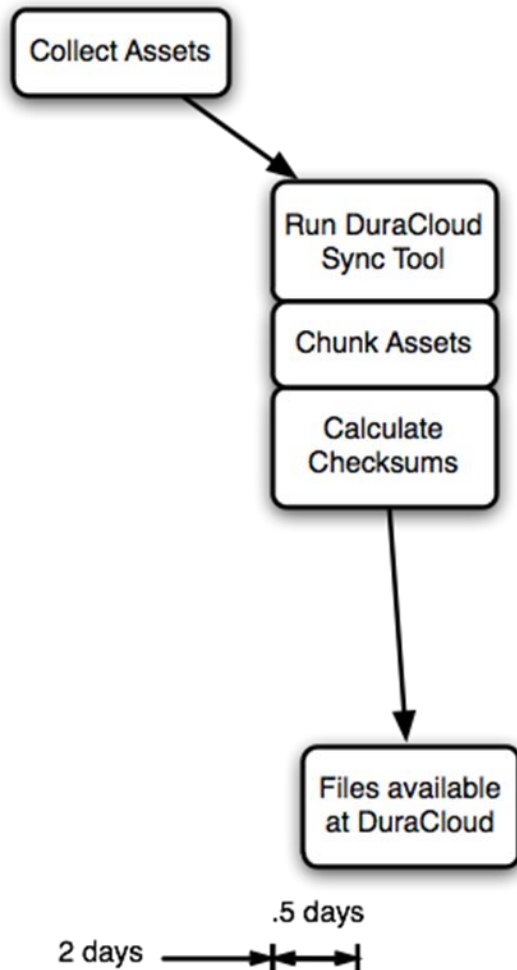 Collect Assets
Run DuraCloud
Sync Tool
Chunk Assets
Calculate
Checksums
Files available
at DuraCloud
.5 days
2 days